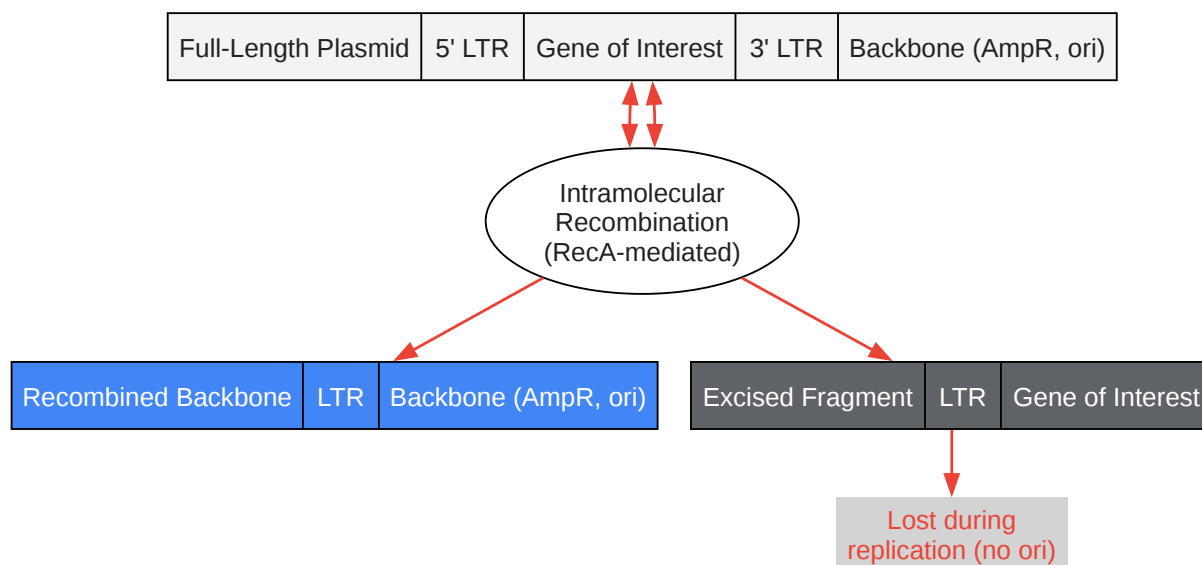 Full-Length Plasmid 5' LTR Gene of Interest 3' LTR Backbone (AmpR, ori)
Intramolecular
Recombination
(RecA-mediated)
Recombined Backbone LTR Backbone (AmpR, ori)
Excised Fragment LTR Gene of Interest
Lost during
replication (no ori)